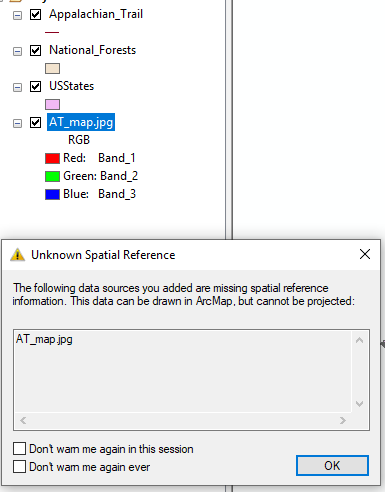 Appalachian_Trail
National_Forests
USStates
AT_map.jpg
RGB
Red: Band_1
Green: Band_2
Blue: Band_3
Unknown Spatial Reference
The following data sources you added are missing spatial reference
information. This data can be drawn in ArcMap, but cannot be projected:
AT_map.jpg
Don't warn me again in this session
Don't warn me again ever
OK